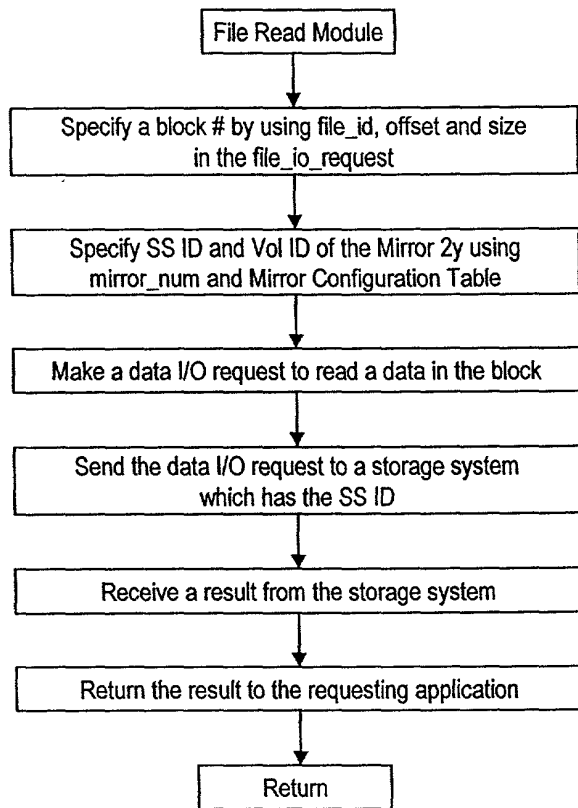 File Read Module
Specify a block # by using file_id, offset and size
in the file_io_request
Specify SS ID and Vol ID of the Mirror 2y using
mirror_num and Mirror Configuration Table
Make a data I/O request to read a data in the block
Send the data I/O request to a storage system
which has the SS ID
Receive a result from the storage system
Return the result to the requesting application
Return